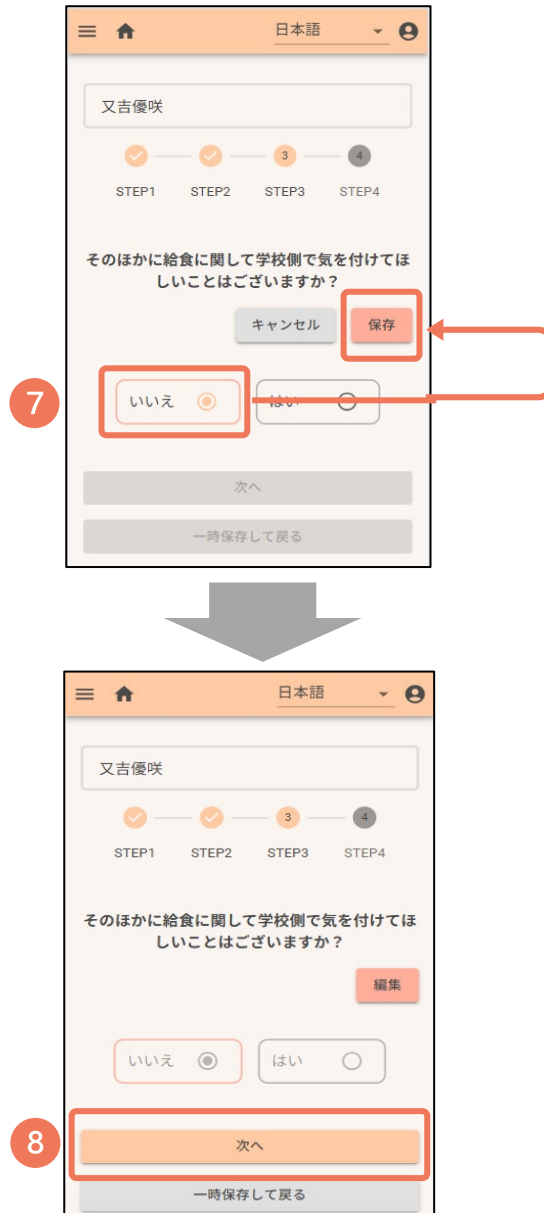 日本語
又吉優咲
3
4
STEP1
STEP2
STEP3
STEP4
そのほかに給食に関して学校側で気を付けてほ
しいことはございますか？
キャンセル
保存
7
いいえ
はい
次へ
一時保存して戻る
日本語
又吉優咲
3
4
STEP1
STEP2
STEP3
STEP4
そのほかに給食に関して学校側で気を付けてほ
しいことはございますか？
編集
いいえ
はい
8
次へ
一時保存して戻る